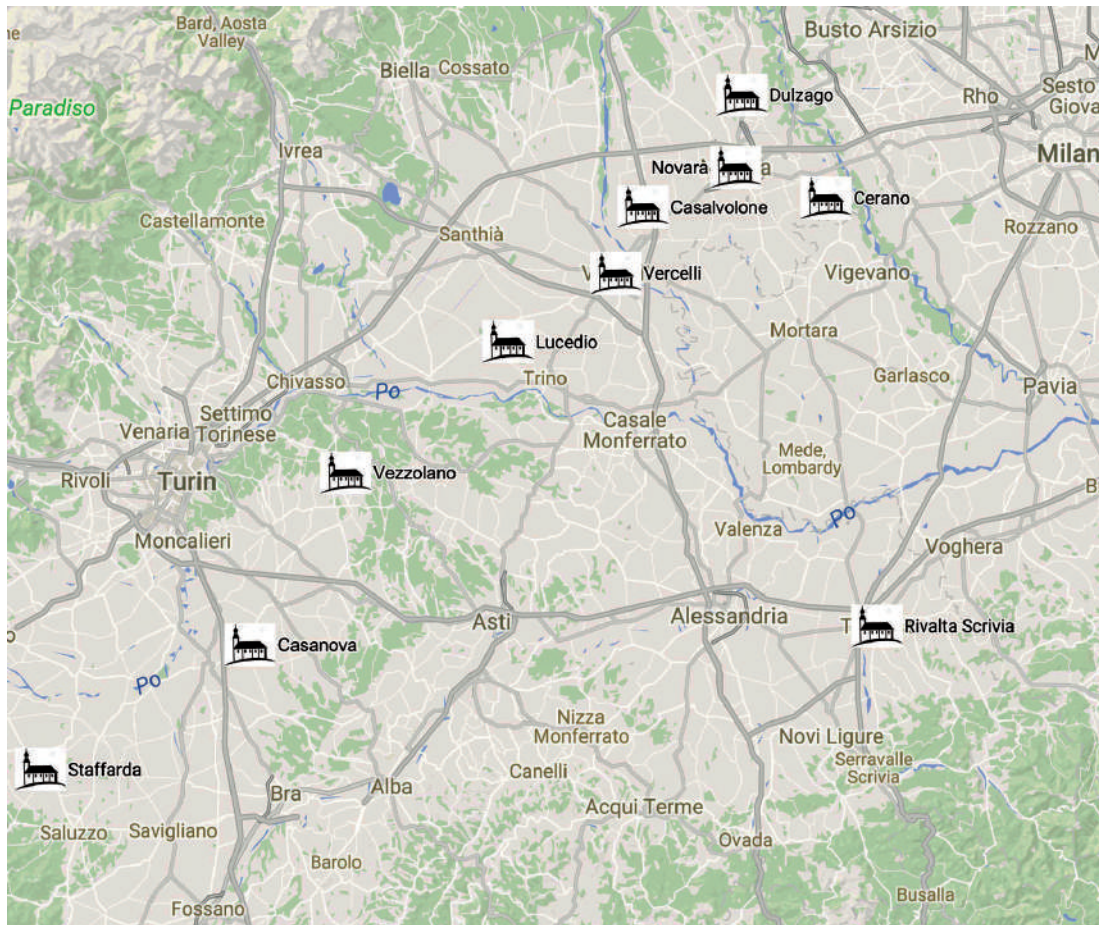 Bard, Aosta
Valley
Busto Arsizio
Biella
Cossato
Paradiso
Dulzago
Rho
Sesto
Giova
Ivrea
Novarà
a
Milan
Castellamonte
Casalvolone
Cerano
Santhià
Rozzano
V
Vercelli
Vigevano
Lucedio
Mortara
Chivasso
Po
Trino
Garlasco
Pavia
Settimo
Torinese
Venaria
Casale
Monferrato
Mede,
Lombardy
Rivoli
Turin
Vezzolano
Po
B
Moncalieri
Valenza
Voghera
Asti
Alessandria
T
Rivalta Scrivia
o
Casanova
Po
Nizza
Monferrato
Novi Ligure
Staffarda
Canelli
Serravalle
Scrivia
Bra
Alba
Acqui Terme
Saluzzo
Savigliano
Barolo
Ovada
Fossano
Busalla